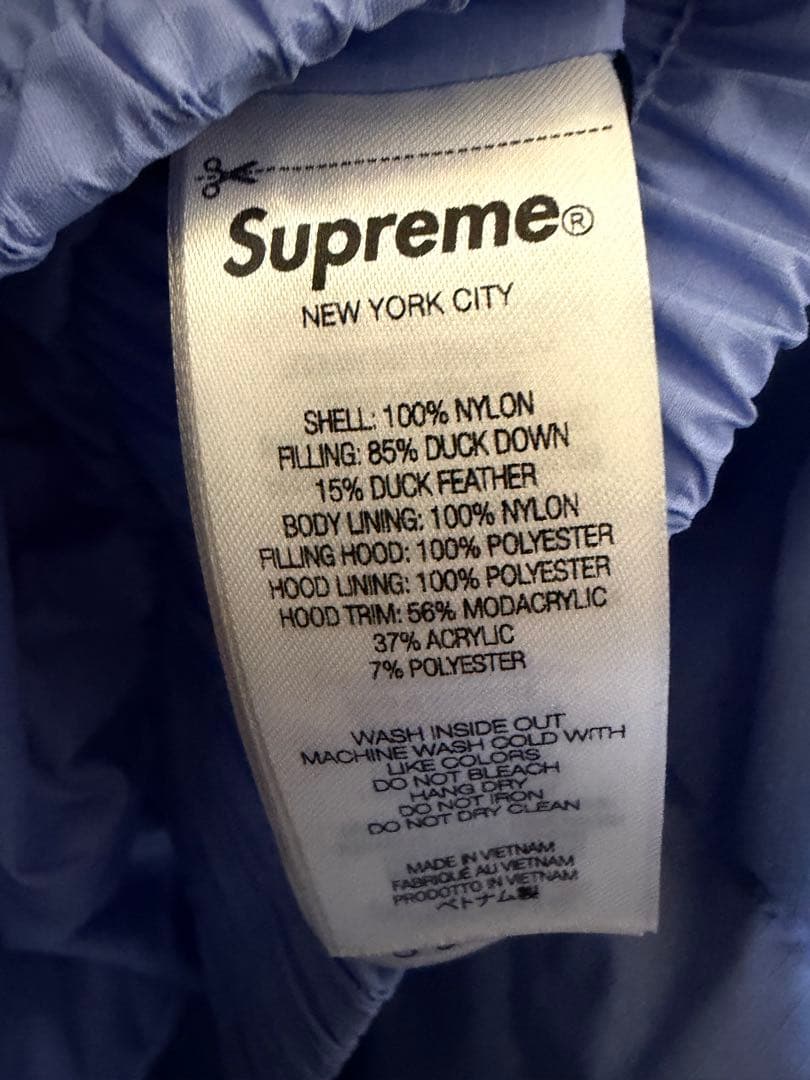 Supreme®
NEW YORK CITY
SHELL: 100% NYLON
FILLING: 85% DUCK DOWN
15% DUCK FEATHER
BODY LINING: 100% NYLON
FILLING HOOD: 100% POLYESTER
HOOD LINING: 100% POLYESTER
HOOD TRIM: 56% MODACRYLIC
37% ACRYLIC
7% POLYESTER
WASH INSIDE OUT
MACHINE WASH COLD WITH
LIKE COLORS
DO NOT BLEACH
HANG DRY
DO NOT IRON
DO NOT DRY CLEAN
MADE IN VIETNAM
FABRIQUÉ AU VIETNAM
PRODOTTO IN VIETNAM
ベトナム製